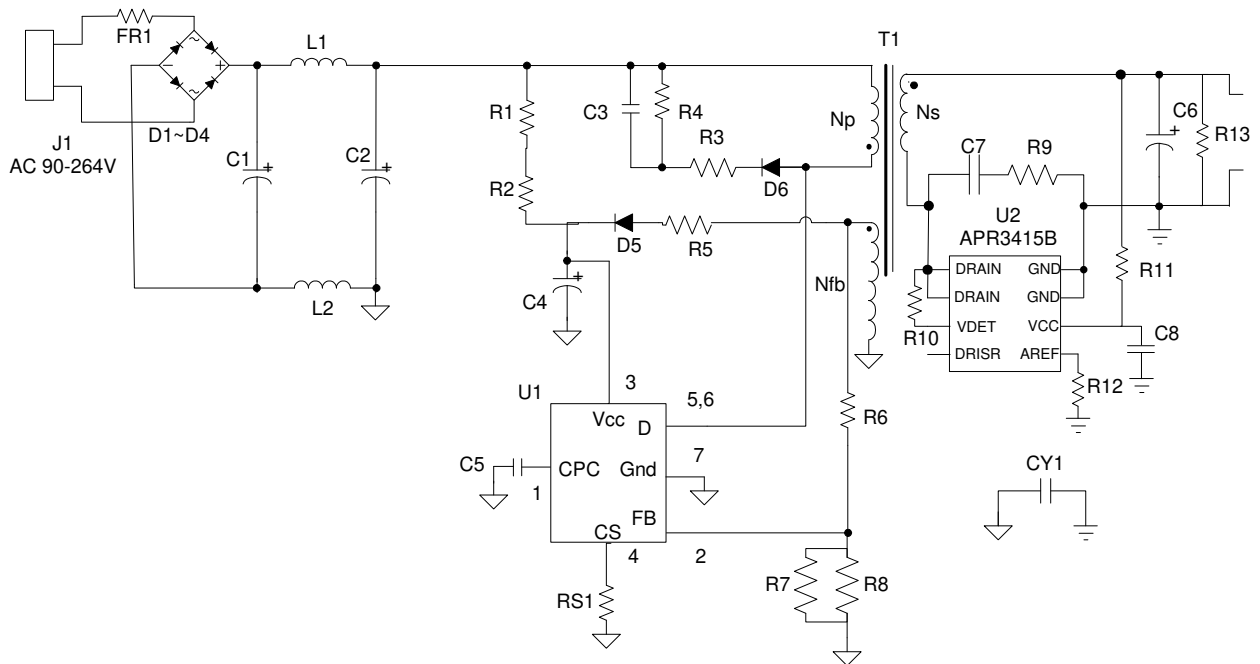 FR1
J1
AC 90-264V
D1~D4
~
~
-
+
L1
C1
+
C2
+
L2
R1
R2
C3
R4
R3
D6
D5
R5
C4
+
Np
T1
Ns
Nfb
C7
R9
U2
APR3415B
DRAIN
GND
DRAIN
GND
VDET
VCC
DRISR
AREF
R10
R11
C8
R12
C6
+
R13
U1
3
Vcc
5,6
D
7
Gnd
C5
1
CPC
FB
2
CS
4
RS1
R6
R7
R8
CY1